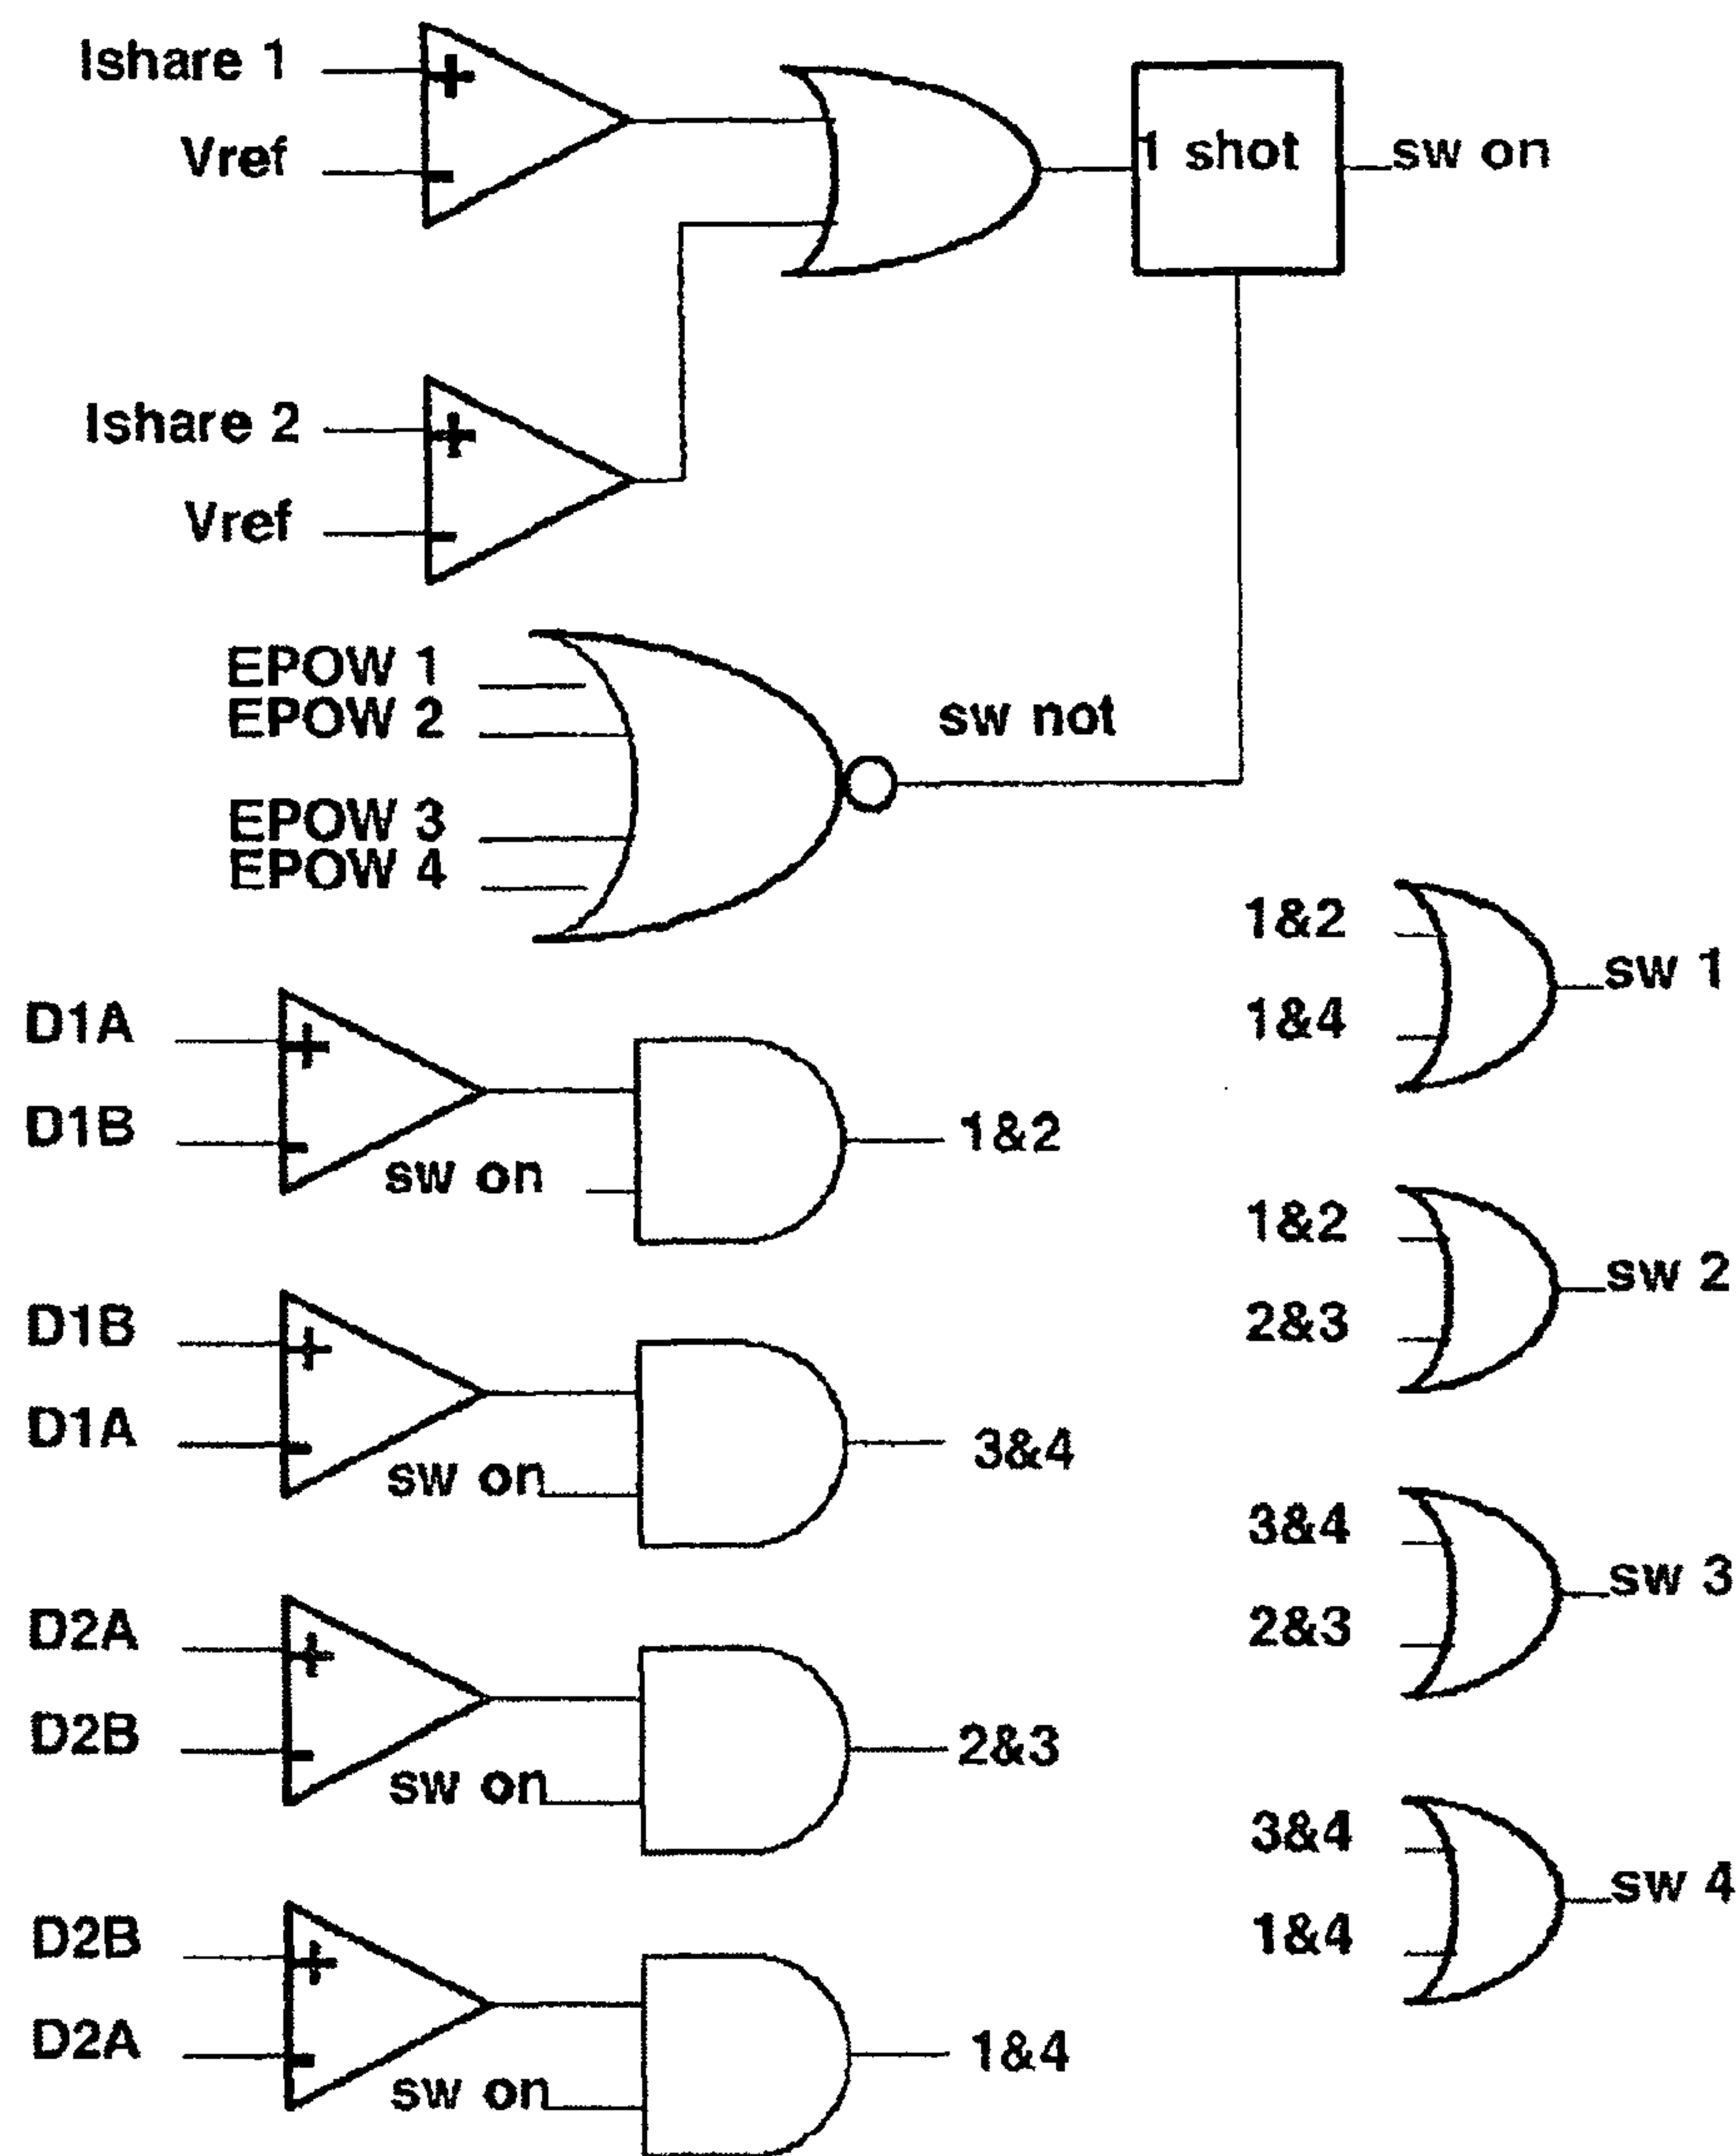 Ishare 1
+
Vref
-
1 shot
sw on
Ishare 2
+
Vref
-
EPOW 1
EPOW 2
EPOW 3
EPOW 4
sw not
D1A
+
D1B
-
sw on
1&2
D1B
+
D1A
-
sw on
3&4
D2A
+
D2B
-
sw on
2&3
D2B
+
D2A
-
sw on
1&4
1&2
1&4
sw 1
1&2
2&3
sw 2
3&4
2&3
sw 3
3&4
1&4
sw 4